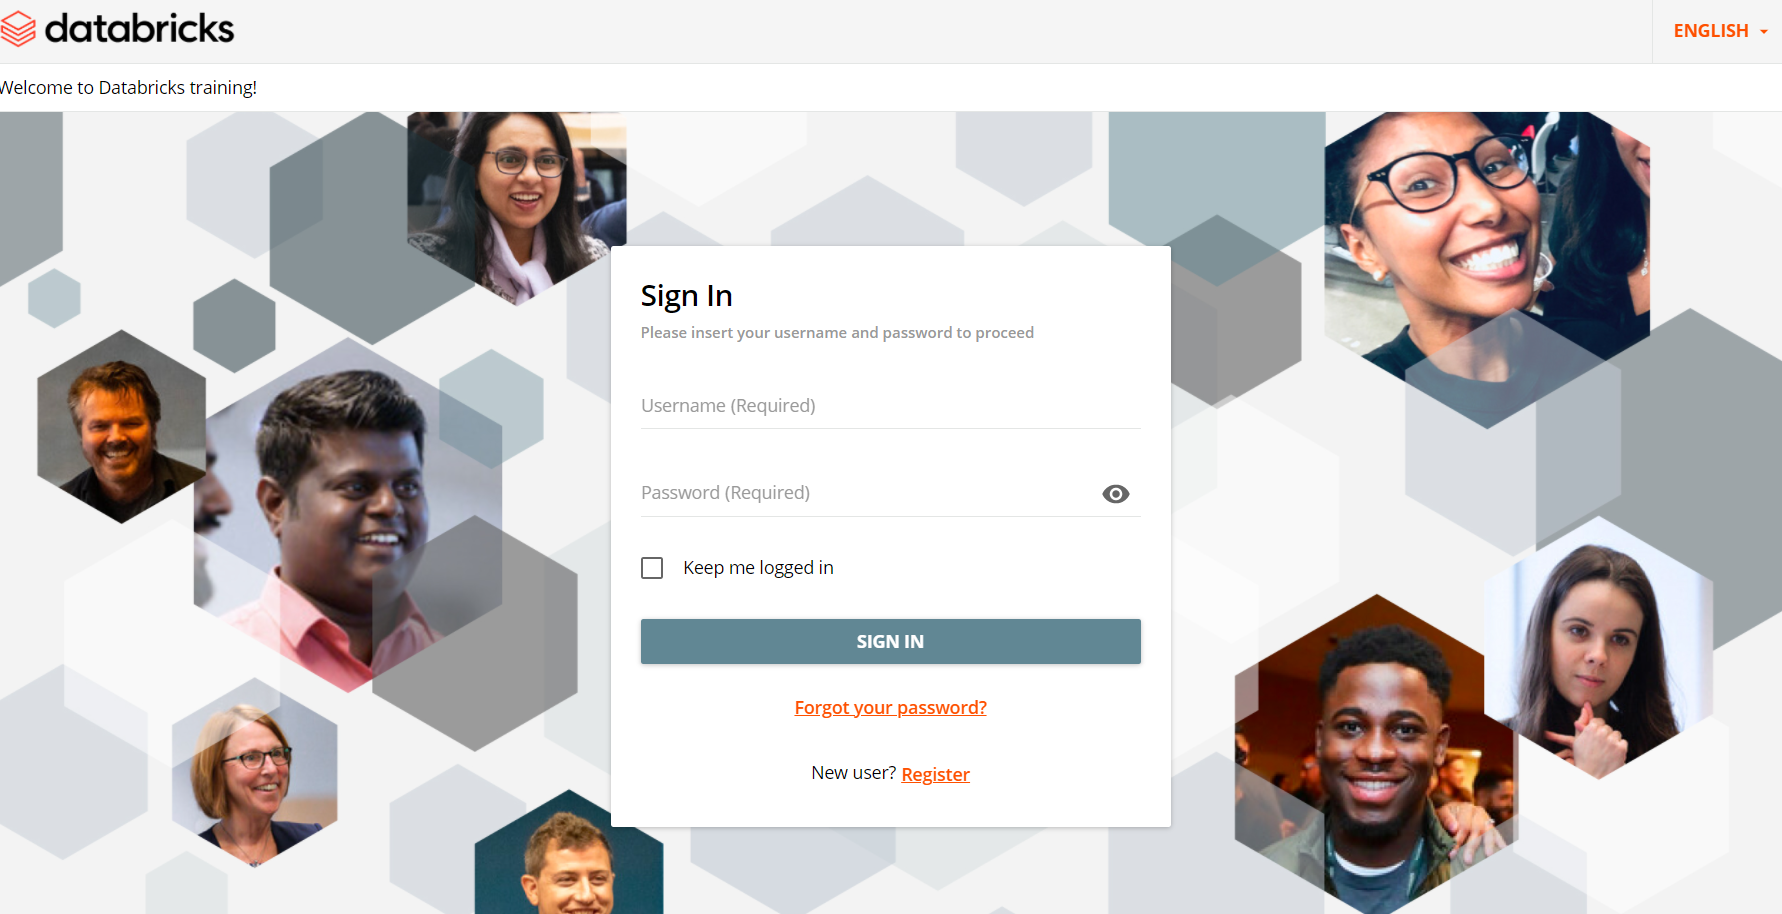 databricks
ENGLISH
Welcome to Databricks training!
Sign In
Please insert your username and password to proceed
Username (Required)
Password (Required)
Keep me logged in
SIGN IN
Forgot your password?
New user? Register